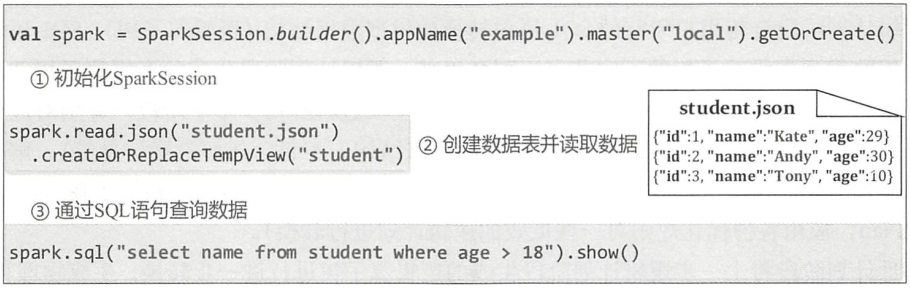 val spark = SparkSession.builder().appName("example").master("local").getOrCreate()
① 初始化SparkSession
spark.read.json("student.json")
.createOrReplaceTempView("student")
② 创建数据表并读取数据
student.json
{"id":1, "name":"Kate", "age":29}
{"id":2, "name":"Andy", "age":30}
{"id":3, "name":"Tony", "age":10}
③ 通过SQL语句查询数据
spark.sql("select name from student where age > 18").show()